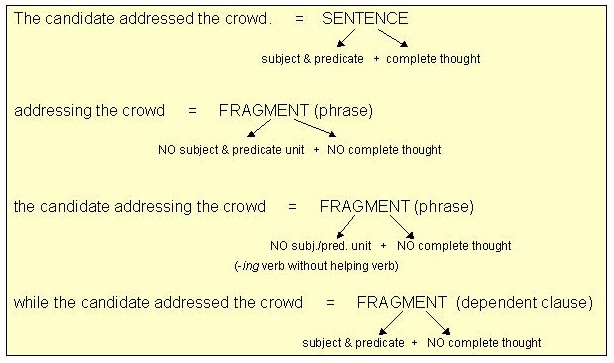 The candidate addressed the crowd. = SENTENCE
subject & predicate + complete thought
addressing the crowd = FRAGMENT (phrase)
NO subject & predicate unit + NO complete thought
the candidate addressing the crowd = FRAGMENT (phrase)
NO subj./pred. unit + NO complete thought
(-ing verb without helping verb)
while the candidate addressed the crowd = FRAGMENT (dependent clause)
subject & predicate + NO complete thought